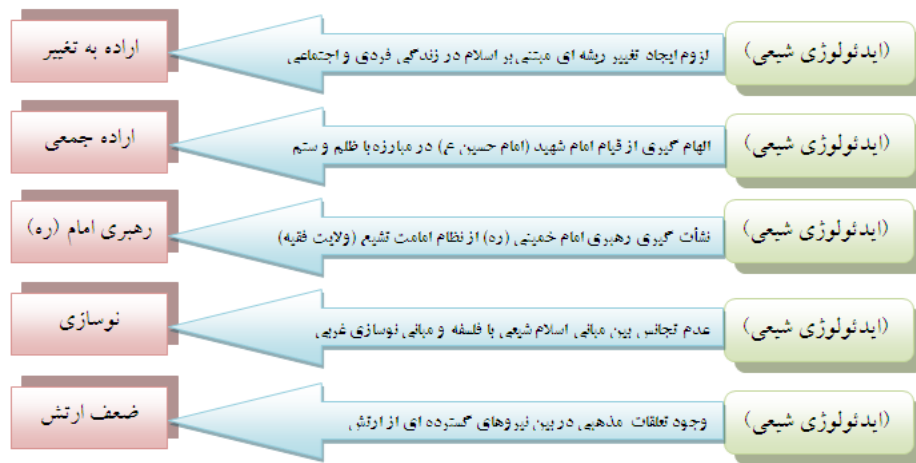 (ایدئولوژی شیعی)
لزوم ایجاد تغییر ریشه ای مبتنی بر اسلام در زندگی فردی و اجتماعی
اراده به تغییر
(ایدئولوژی شیعی)
الهام گیری از قیام امام شهید (امام حسین ع) در مبارزه با ظلم و ستم
اراده جمعی
(ایدئولوژی شیعی)
نشأت گیری رهبری امام خمینی (ره) از نظام امامت تشیع (ولایت فقیه)
رهبری امام (ره)
(ایدئولوژی شیعی)
عدم تجانس بین مبانی اسلام شیعی با فلسفه و مبانی نوسازی غربی
نوسازی
(ایدئولوژی شیعی)
وجود تعلقات مذهبی در بین نیروهای گسترده ای از ارتش
ضعف ارتش